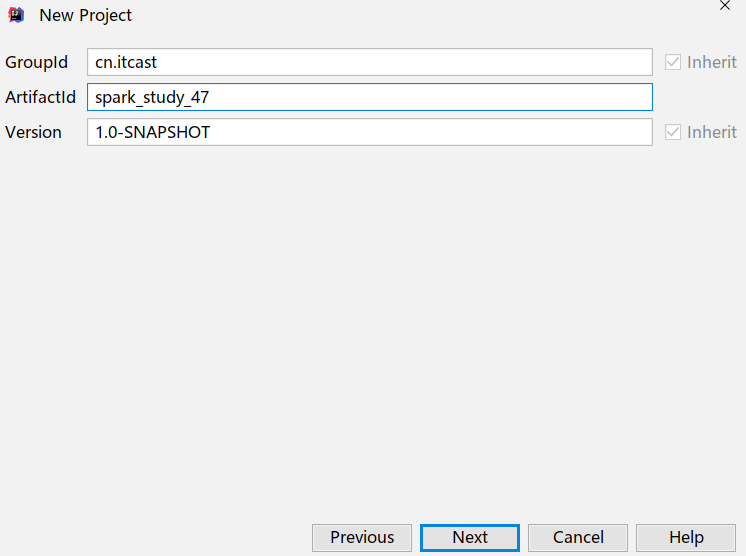 New Project
GroupId cn.itcast Inherit
ArtifactId spark_study_47
Version 1.0-SNAPSHOT Inherit
Previous Next Cancel Help